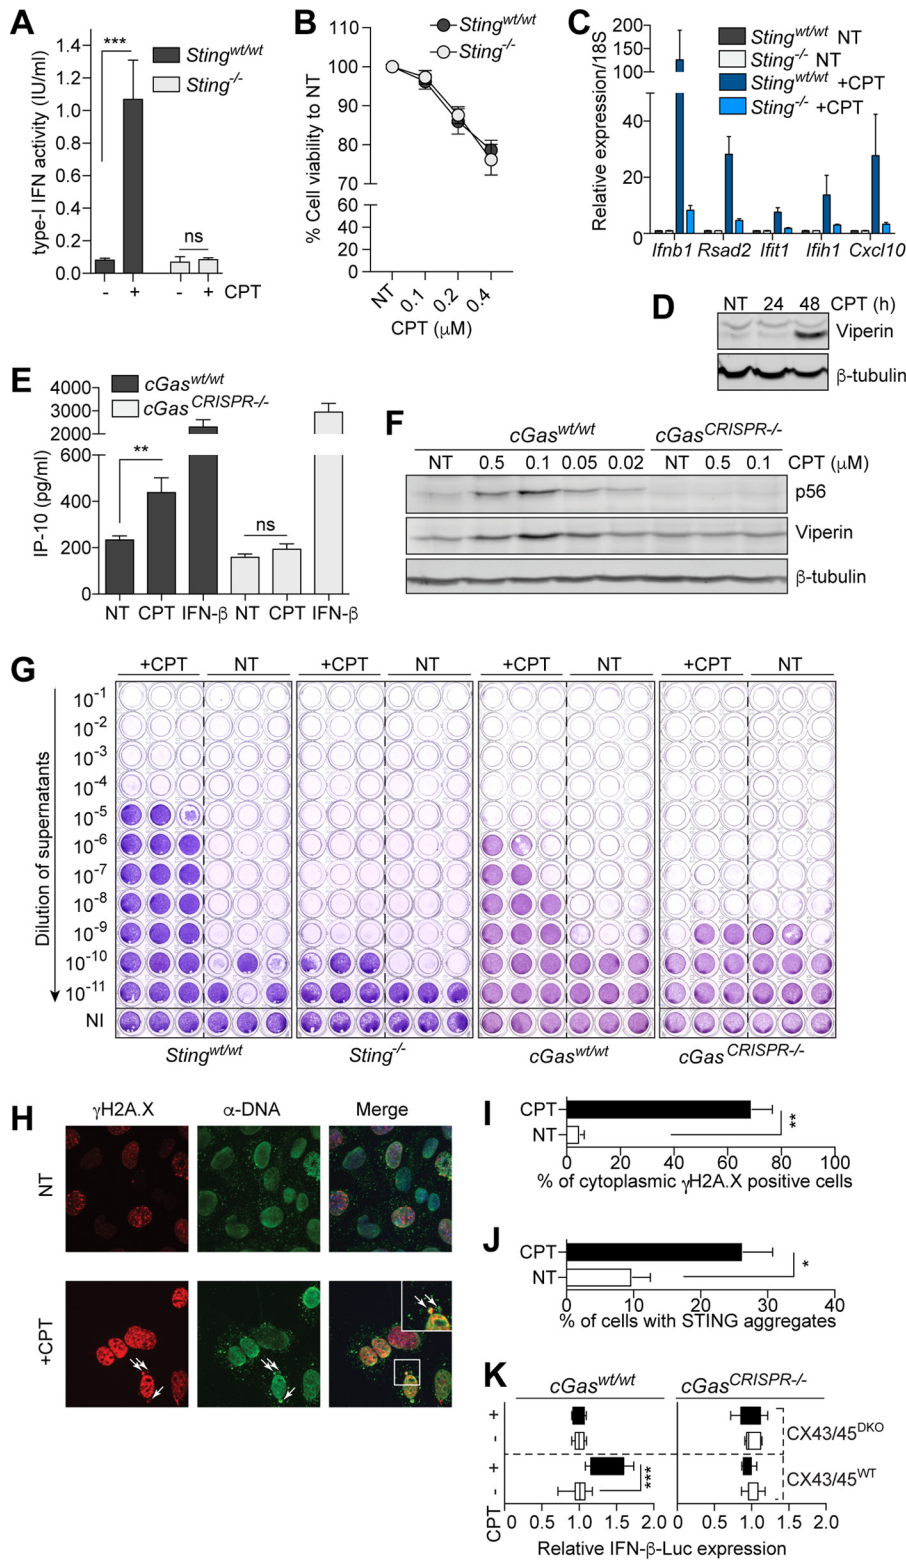 A
type-I IFN activity (IU/ml)
1.4
1.2
1.0
0.8
0.6
0.4
0.2
0.0
***
Sting^wt/wt
Sting^-/-
ns
- + - + CPT
B
Sting^wt/wt
Sting^-/-
% Cell viability to NT
110
100
90
80
70
60
40
20
0
NT 0.1 0.2 0.4
CPT (μM)
C
Relative expression/18S
200
150
100
40
20
0
Sting^wt/wt NT
Sting^-/- NT
Sting^wt/wt +CPT
Sting^-/- +CPT
Ifnb1 Rsad2 Ifit1 Ifih1 Cxcl10
D
NT 24 48 CPT (h)
Viperin
β-tubulin
E
IP-10 (pg/ml)
4000
3000
2000
600
400
200
0
cGas^wt/wt
cGas^CRISPR-/-
**
ns
NT CPT IFN-β NT CPT IFN-β
F
cGas^wt/wt cGas^CRISPR-/-
NT 0.5 0.1 0.05 0.02 NT 0.5 0.1 CPT (μM)
p56
Viperin
β-tubulin
G
+CPT NT +CPT NT +CPT NT +CPT NT
Dilution of supernatants
10^-1
10^-2
10^-3
10^-4
10^-5
10^-6
10^-7
10^-8
10^-9
10^-10
10^-11
NI
Sting^wt/wt Sting^-/- cGas^wt/wt cGas^CRISPR-/-
H
γH2A.X α-DNA Merge
NT
+CPT
I
CPT
NT
**
0 20 40 60 80 100
% of cytoplasmic γH2A.X positive cells
J
CPT
NT
*
0 10 20 30 40
% of cells with STING aggregates
K
cGas^wt/wt cGas^CRISPR-/-
+
-
CX43/45^DKO
+
-
***
CX43/45^WT
CPT
0 0.5 1.0 1.5 2.0 0 0.5 1.0 1.5 2.0
Relative IFN-β-Luc expression